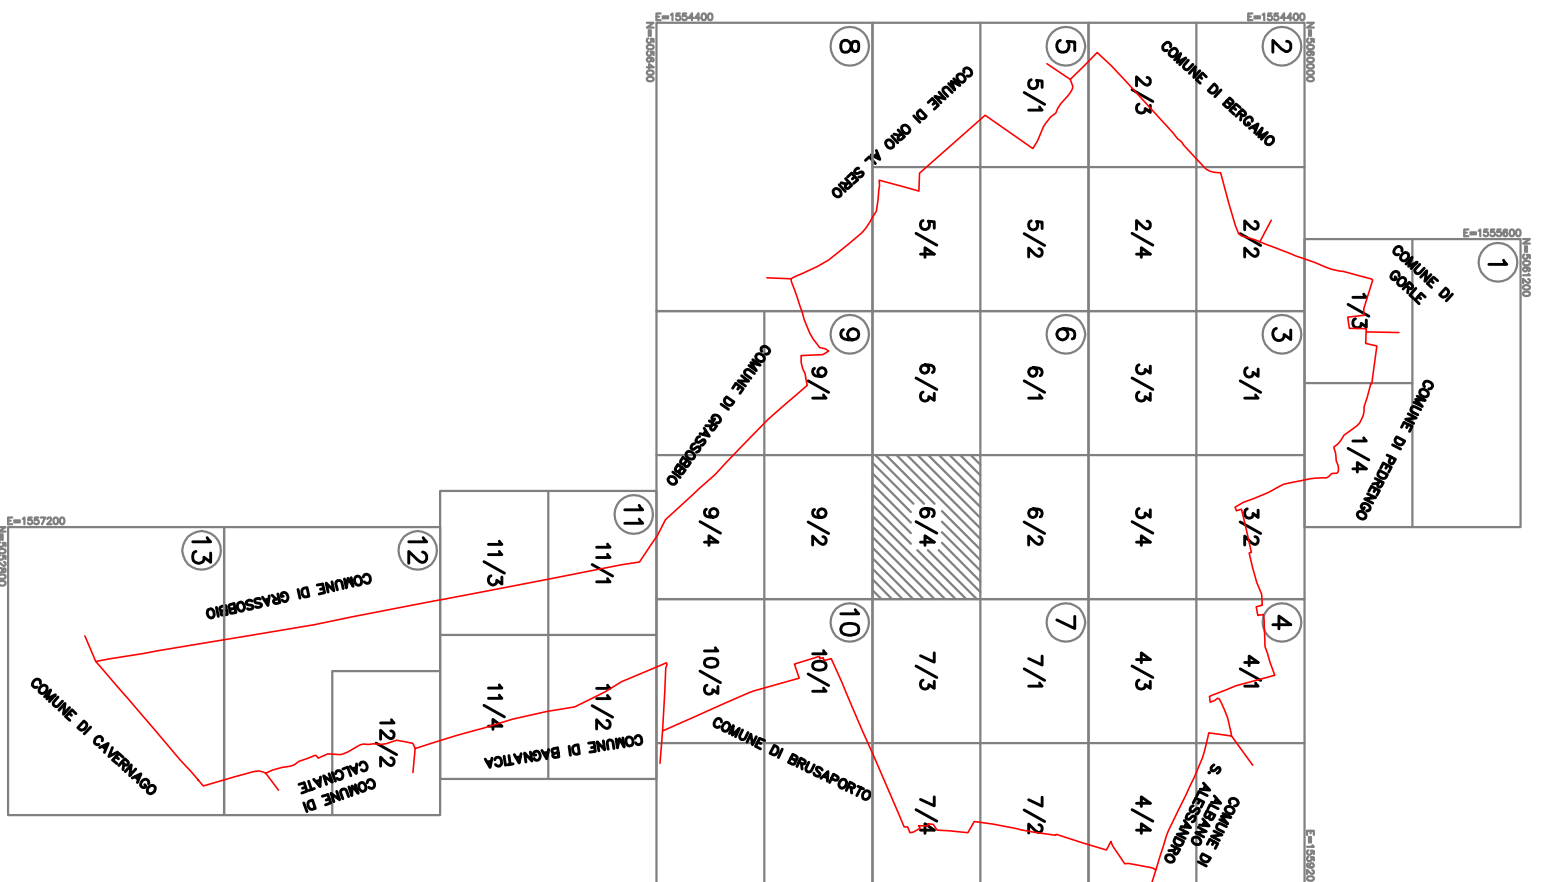 N=5061200
E=1555600
1
COMUNE DI
GORLE
1/3
COMUNE DI PEDRENGO
1/4
N=5060000
E=1554400
2
COMUNE DI BERGAMO
2/2
3
3/1
3/2
4
4/1
COMUNE DI
ALBANO
S. ALESSANDRO
2/3
2/4
3/3
3/4
4/3
4/4
5
5/1
5/2
6
6/1
6/2
7
7/1
7/2
5/4
6/3
6/4
7/3
7/4
COMUNE DI ORIO AL SERIO
8
9
9/1
9/2
10
10/1
COMUNE DI BRUSAPORTO
E=1554400
N=5056400
COMUNE DI GRASSOBBIO
9/4
10/3
11
11/1
11/2
COMUNE DI BAGNATICA
11/3
11/4
12
12/2
COMUNE DI
CALCINATE
COMUNE DI GRASSOBBIO
13
COMUNE DI CAVERNAGO
E=1557200